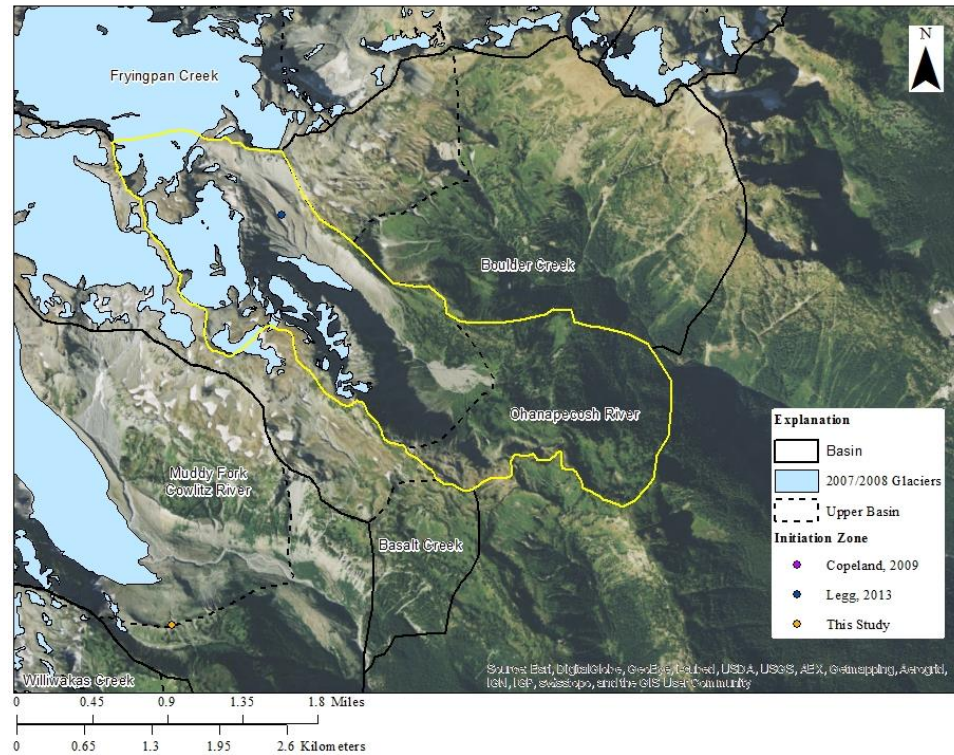 Fryingpan Creek
N
Boulder Creek
Ohanapecosh River
Muddy Fork
Cowlitz River
Basalt Creek
Williwakas Creek
Explanation
Basin
2007/2008 Glaciers
Upper Basin
Initiation Zone
Copeland, 2009
Legg, 2013
This Study
Source: Esri, DigitalGlobe, GeoEye, i-cubed, USDA, USGS, AEX, Getmapping, Aerogrid,
IGN, IGP, swisstopo, and the GIS User Community
0 0.45 0.9 1.35 1.8 Miles
0 0.65 1.3 1.95 2.6 Kilometers